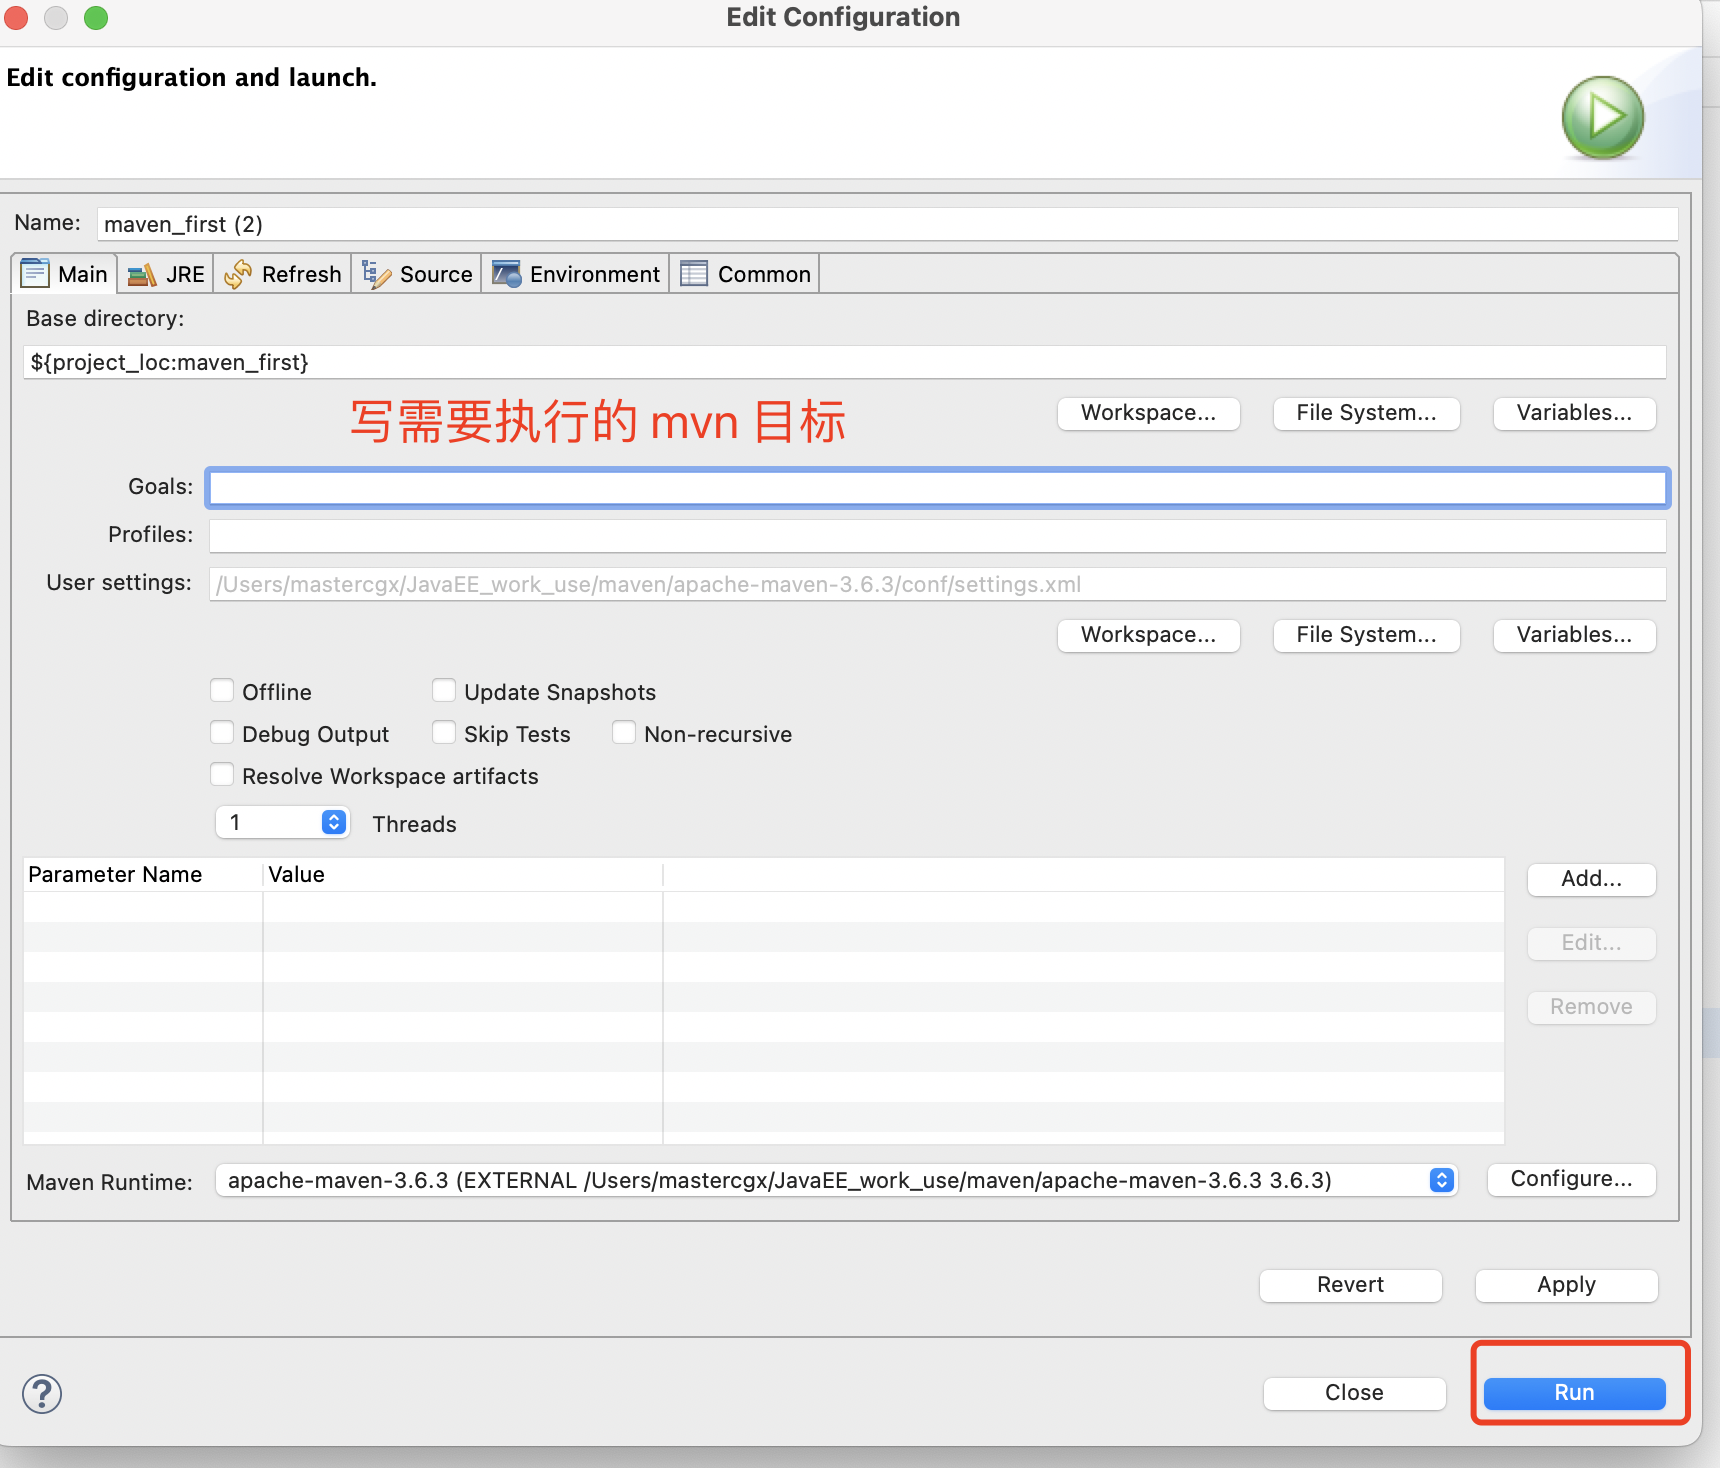 Edit Configuration
Edit configuration and launch.
Name: maven_first (2)
Main JRE Refresh Source Environment Common
Base directory:
${project_loc:maven_first}
写需要执行的 mvn 目标
Workspace... File System... Variables...
Goals:
Profiles:
User settings: /Users/mastercgx/JavaEE_work_use/maven/apache-maven-3.6.3/conf/settings.xml
Workspace... File System... Variables...
Offline Update Snapshots
Debug Output Skip Tests Non-recursive
Resolve Workspace artifacts
1 Threads
Parameter Name Value
Add...
Edit...
Remove
Maven Runtime: apache-maven-3.6.3 (EXTERNAL /Users/mastercgx/JavaEE_work_use/maven/apache-maven-3.6.3 3.6.3) Configure...
Revert Apply
? Close Run